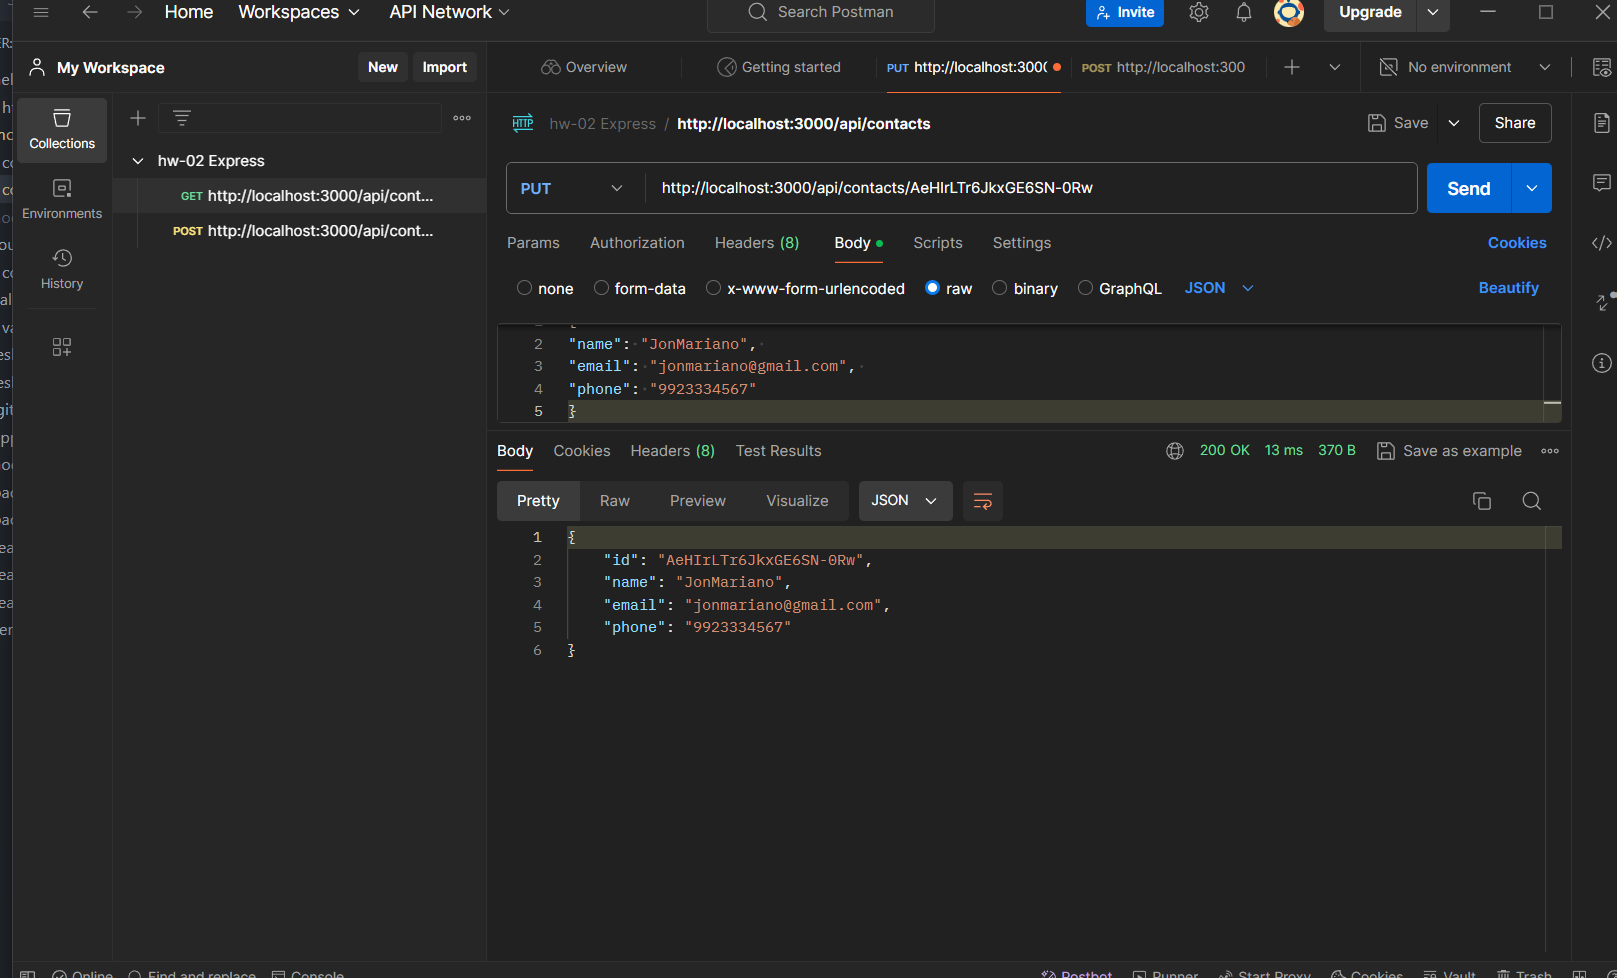 Home Workspaces API Network Search Postman Invite Upgrade
My Workspace New Import Overview Getting started PUT http://localhost:300( POST http://localhost:300 No environment
Collections
Environments
History
hw-02 Express
GET http://localhost:3000/api/cont...
POST http://localhost:3000/api/cont...
HTTP hw-02 Express / http://localhost:3000/api/contacts Save Share
PUT http://localhost:3000/api/contacts/AeHIrLTr6JkxGE6SN-0Rw Send
Params Authorization Headers (8) Body Scripts Settings Cookies
none form-data x-www-form-urlencoded raw binary GraphQL JSON Beautify
2 "name": "JonMariano",
3 "email": "jonmariano@gmail.com",
4 "phone": "9923334567"
5 }
Body Cookies Headers (8) Test Results 200 OK 13 ms 370 B Save as example
Pretty Raw Preview Visualize JSON
1 {
2 "id": "AeHIrLTr6JkxGE6SN-0Rw",
3 "name": "JonMariano",
4 "email": "jonmariano@gmail.com",
5 "phone": "9923334567"
6 }
Online Find and replace Console Postbot Runner Start Proxy Cookies Vault Trash